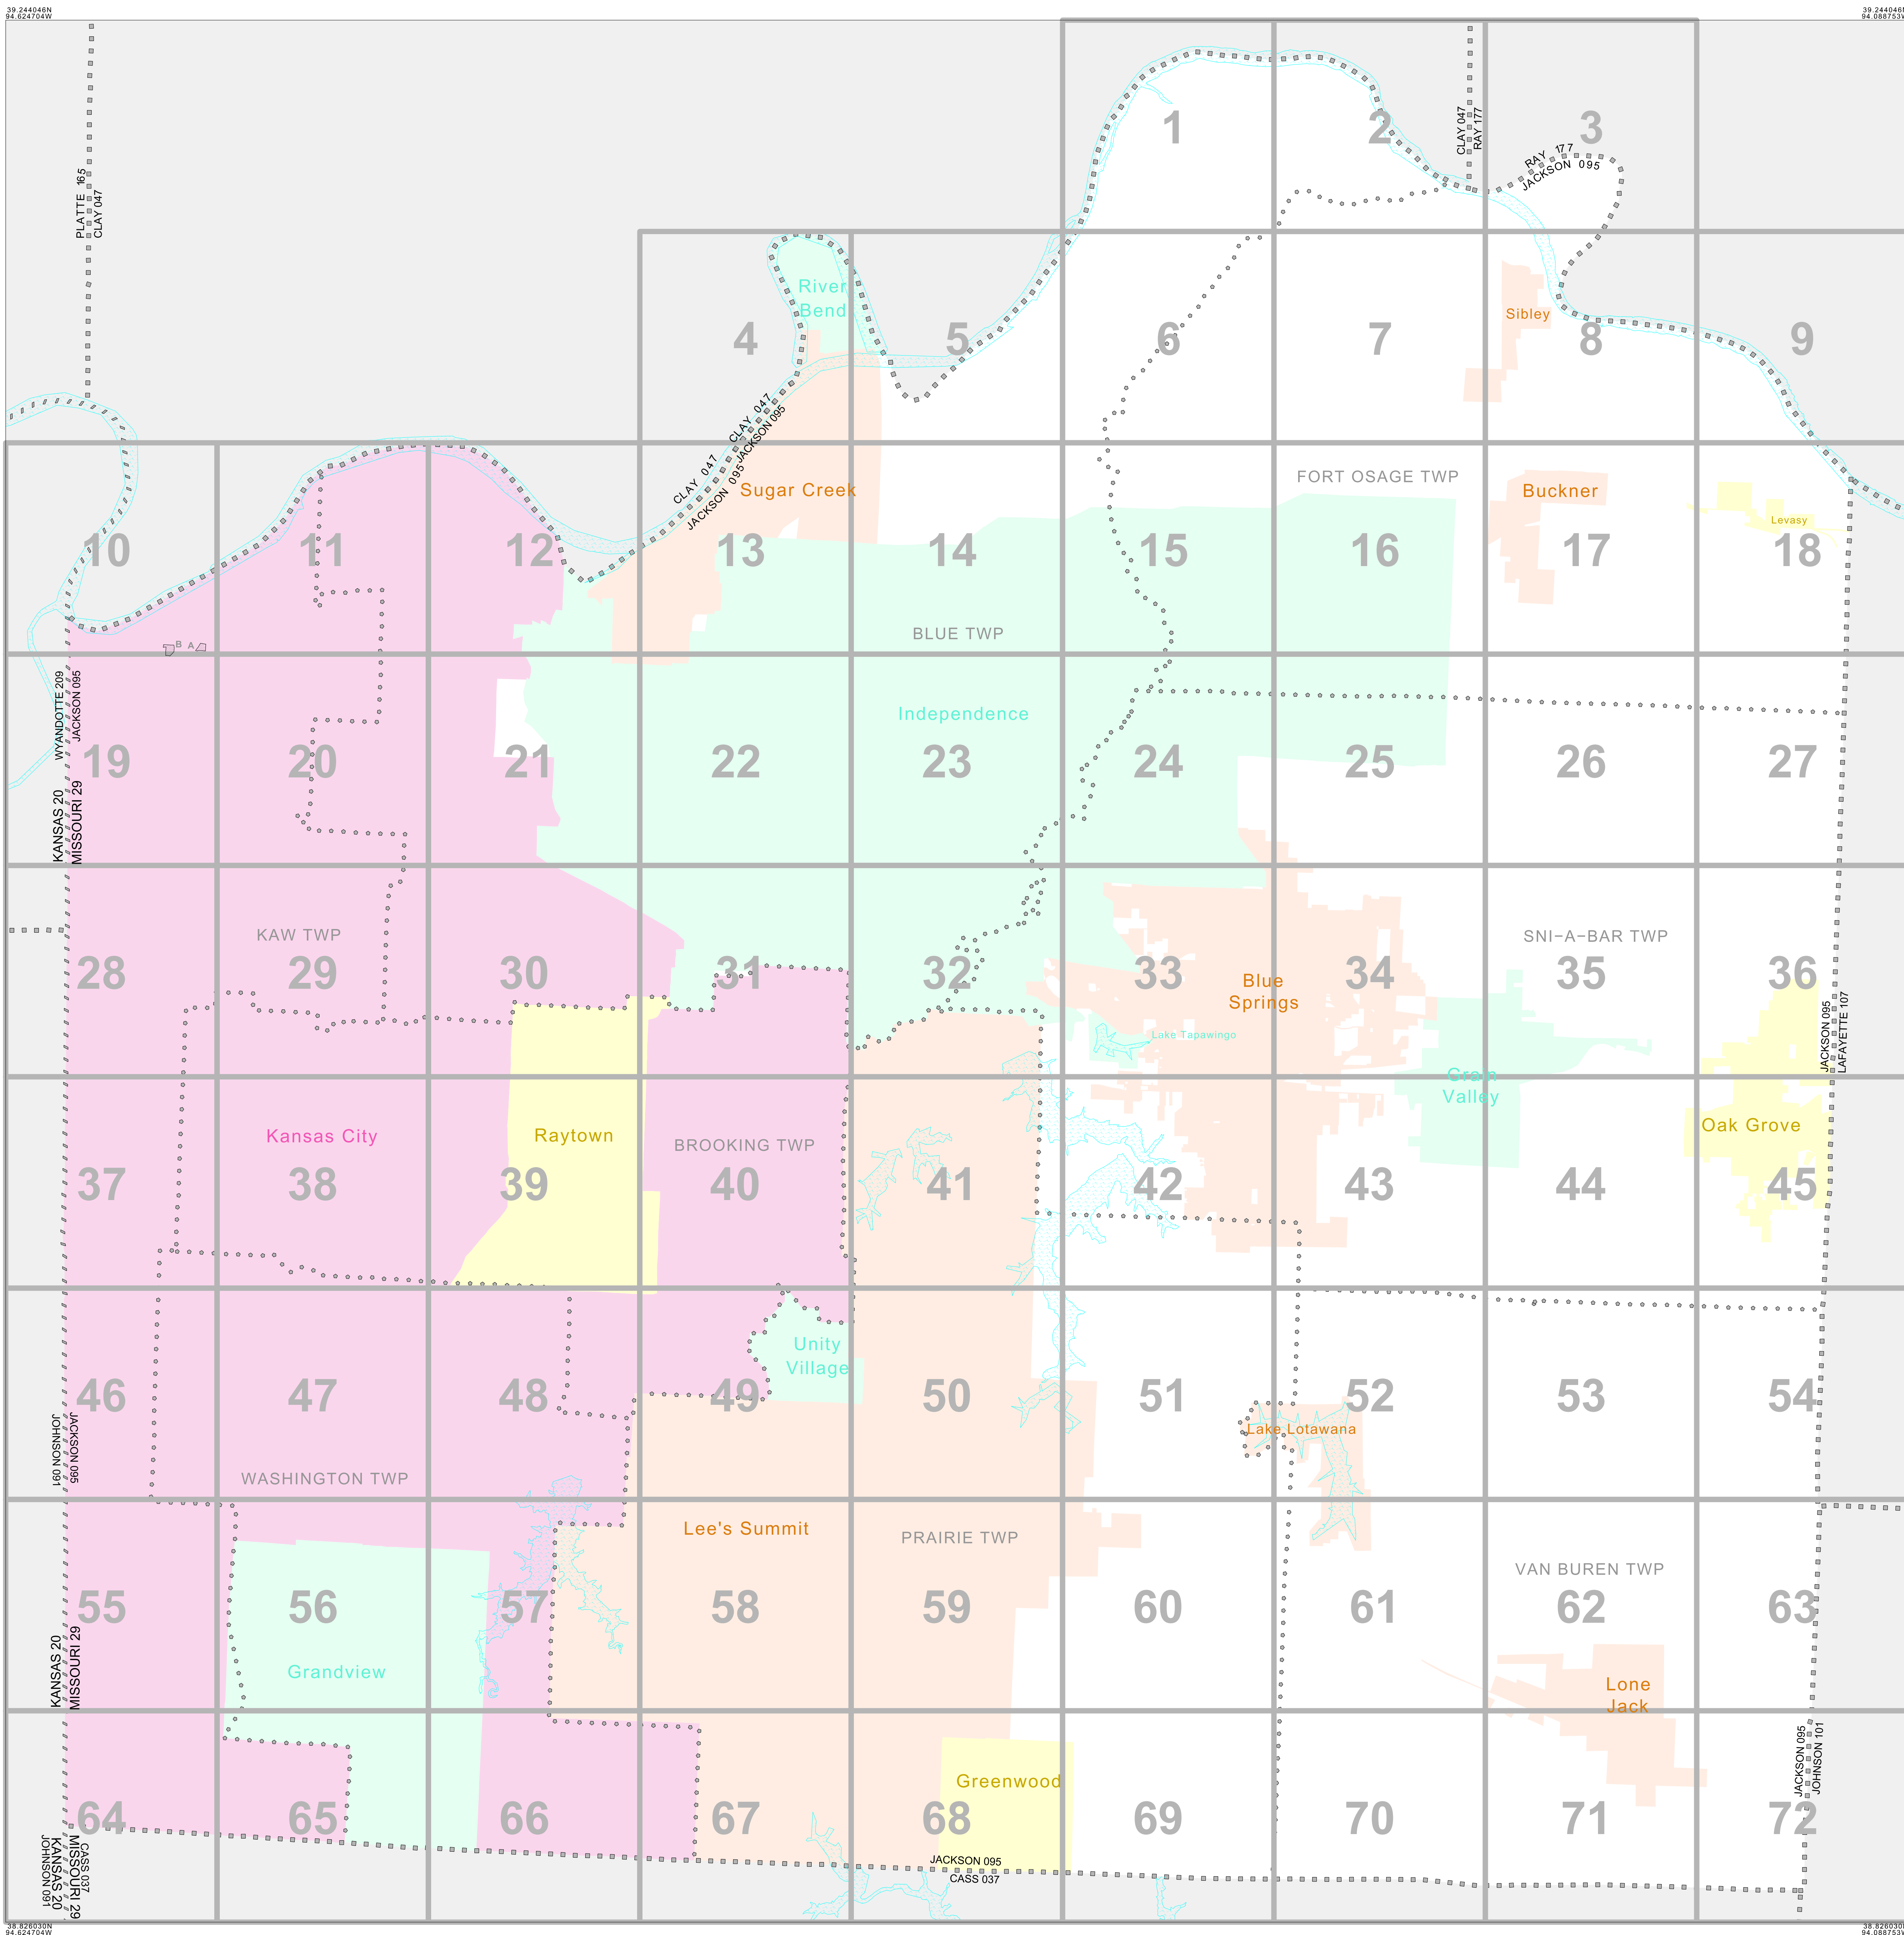 39.244046N
94.624704W
39.244046N
94.088753W
PLATTE 165
CLAY 047
CLAY 047
RAY 177
1
2
3
RAY 177
JACKSON 095
River
Bend
4
5
6
7
Sibley
8
9
CLAY 047
JACKSON 095
CLAY 047
JACKSON 095
Sugar Creek
FORT OSAGE TWP
Buckner
Levasy
10
11
12
13
14
15
16
17
18
B A
BLUE TWP
WYANDOTTE 209
JACKSON 095
Independence
19
20
21
22
23
24
25
26
27
KANSAS 20
MISSOURI 29
KAW TWP
SNI-A-BAR TWP
28
29
30
31
32
33
Blue
Springs
34
35
36
Lake Tapawingo
JACKSON 095
LAFAYETTE 107
Grain
Valley
Kansas City
Raytown
BROOKING TWP
Oak Grove
37
38
39
40
41
42
43
44
45
Unity
Village
46
47
48
49
50
51
52
53
54
Lake Lotawana
JOHNSON 091
JACKSON 095
WASHINGTON TWP
Lee's Summit
PRAIRIE TWP
VAN BUREN TWP
55
56
57
58
59
60
61
62
63
KANSAS 20
MISSOURI 29
Grandview
Lone
Jack
JACKSON 095
JOHNSON 101
Greenwood
64
65
66
67
68
69
70
71
72
JACKSON 095
CASS 037
JOHNSON 091
KANSAS 20
MISSOURI 29
CASS 037
38.826030N
94.624704W
38.826030N
94.088753W